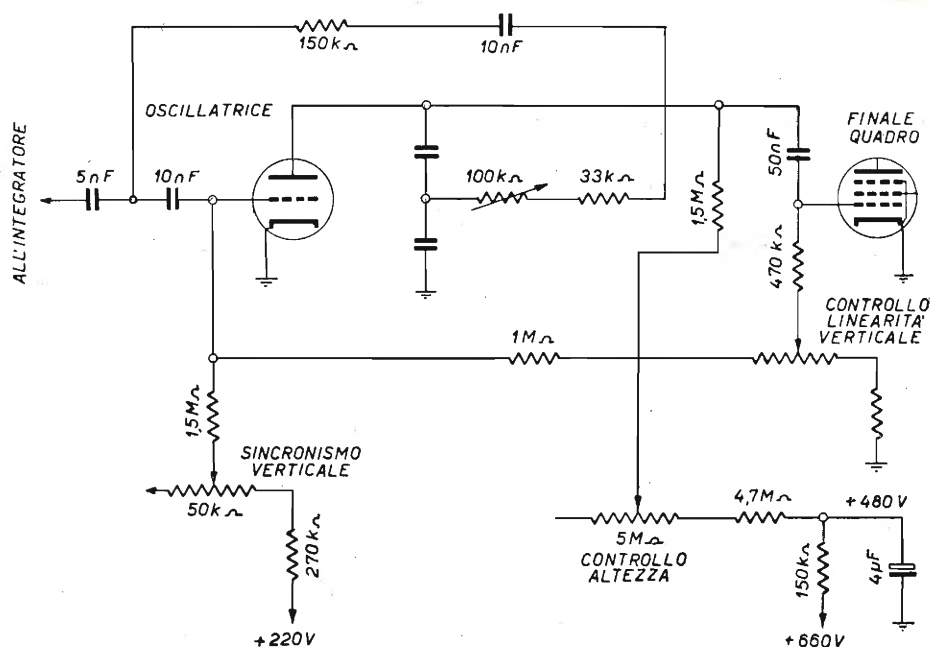 150kΩ
10nF
OSCILLATRICE
FINALE
QUADRO
ALL'INTEGRATORE
5nF
10nF
100kΩ
33kΩ
1,5MΩ
50nF
470kΩ
CONTROLLO
LINEARITA'
VERTICALE
1MΩ
1,5MΩ
SINCRONISMO
VERTICALE
50kΩ
270kΩ
+220V
5MΩ
CONTROLLO
ALTEZZA
4,7MΩ
+480V
150kΩ
4µF
+660V